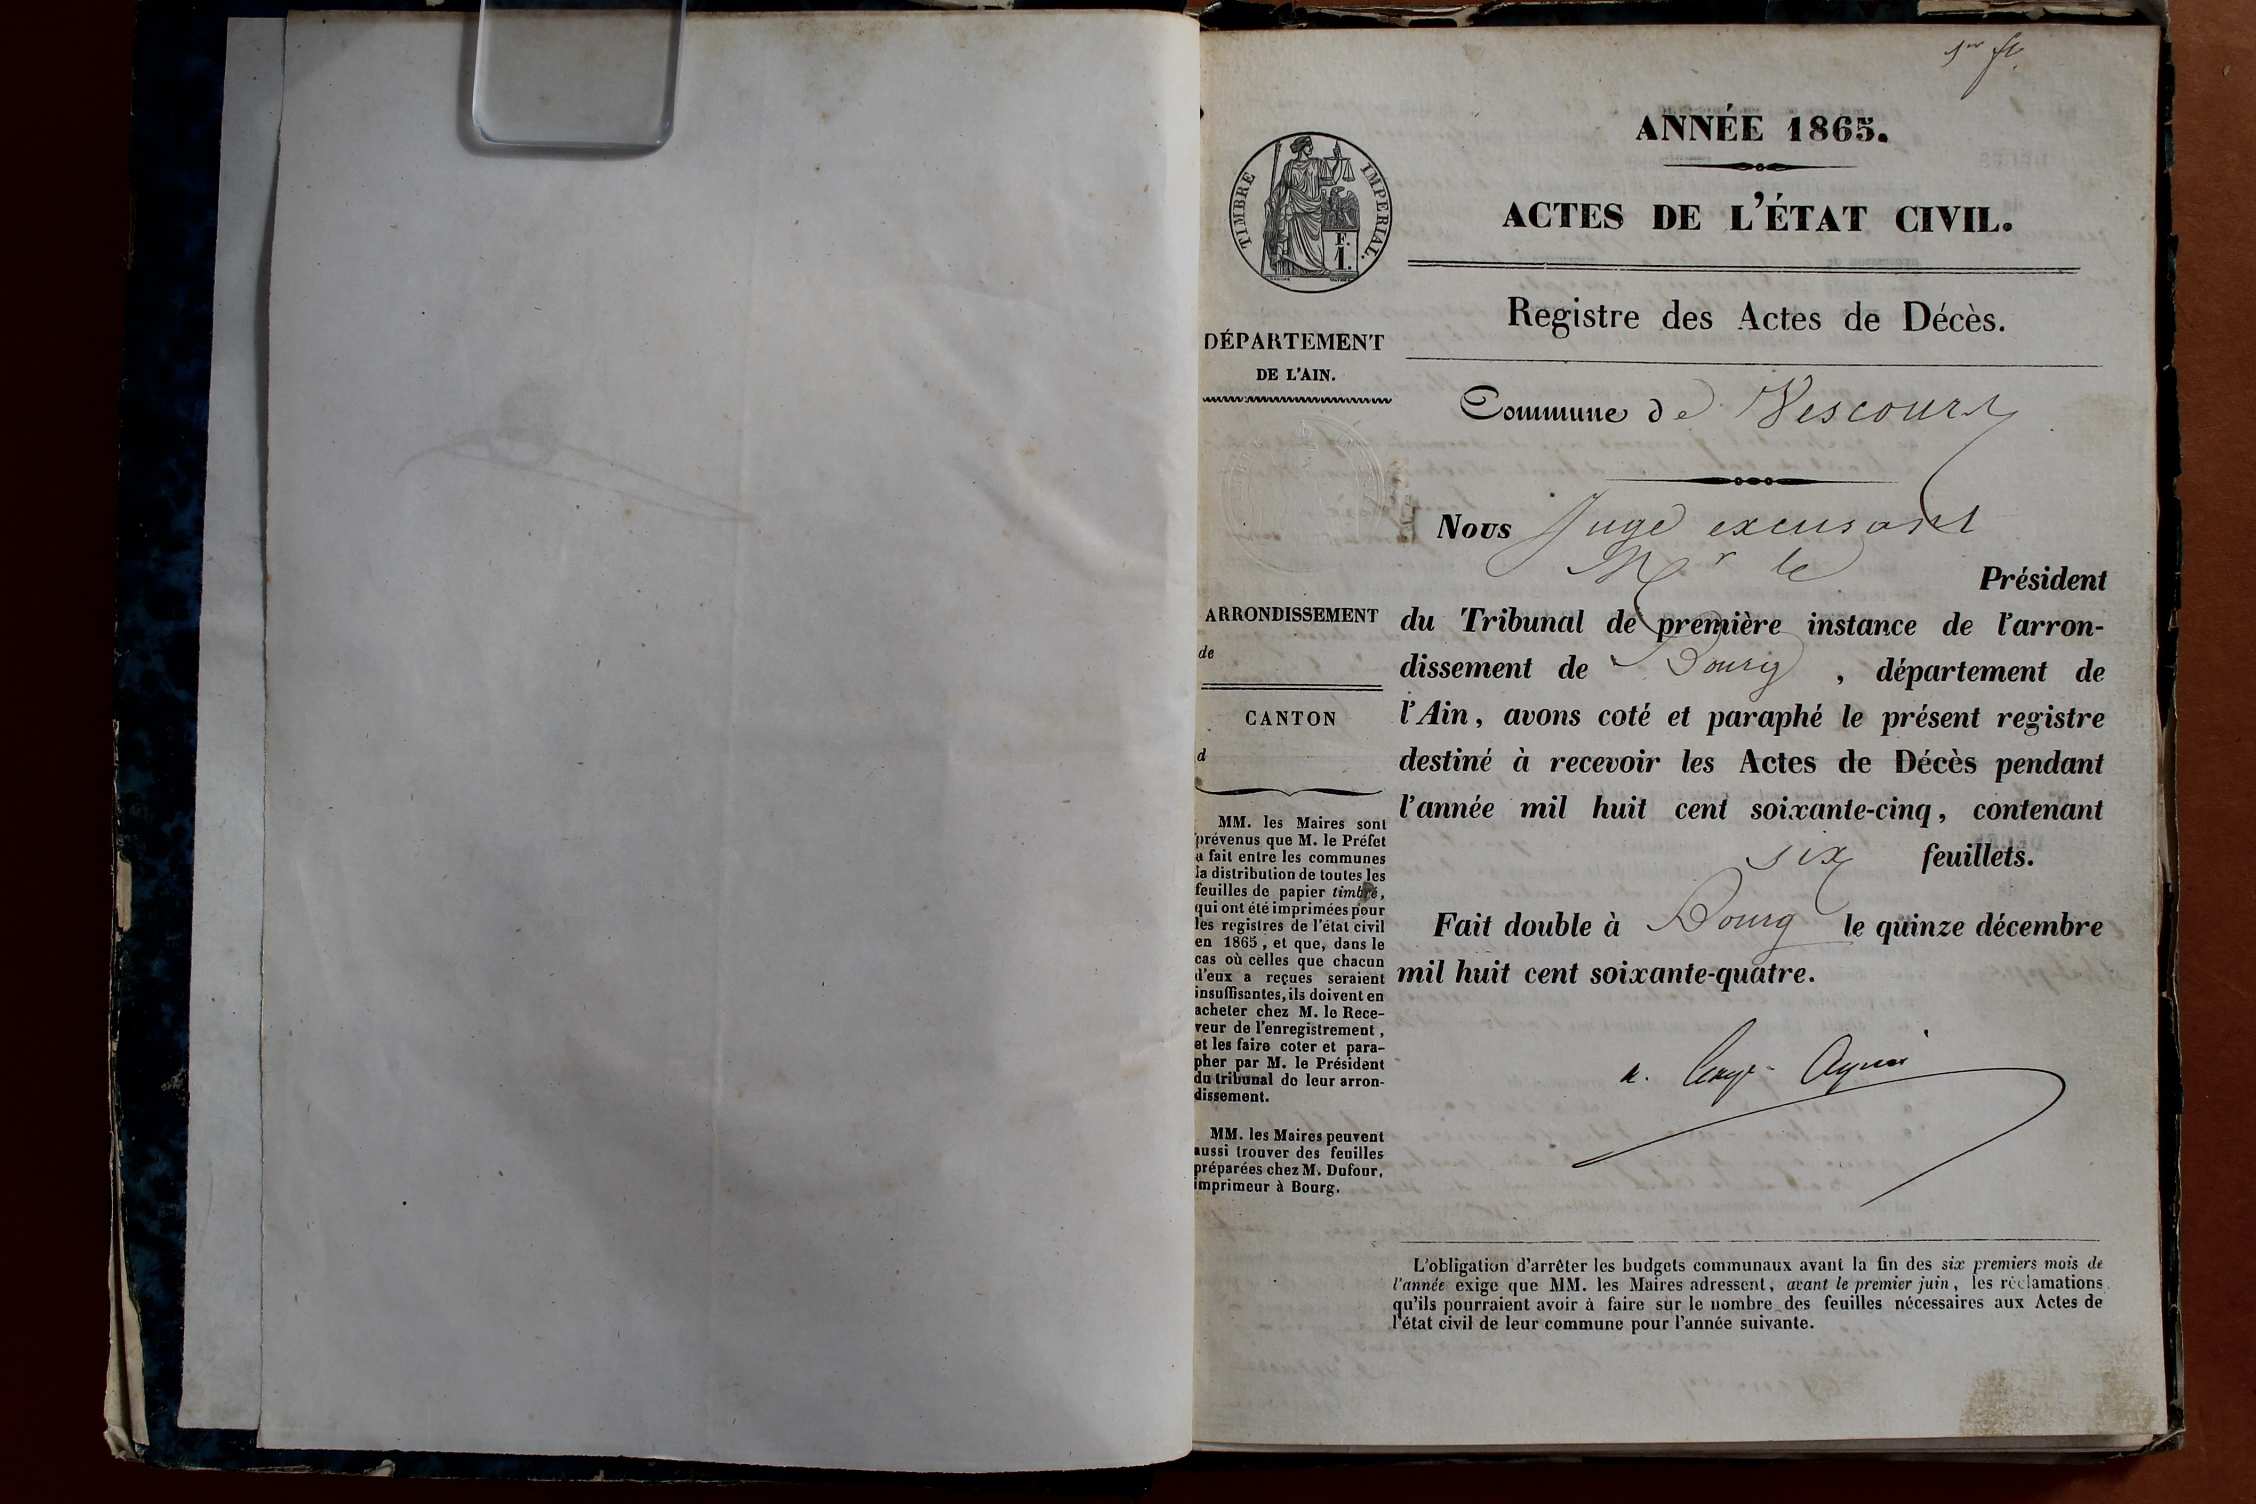 1er ft.
ANNÉE 1865.
ACTES DE L'ÉTAT CIVIL.
TIMBRE IMPERIAL.
F.
1.
Registre des Actes de Décès.
DÉPARTEMENT
DE L'AIN.
Commune de Vescours
Nous Juge excusant
Mr le Président
du Tribunal de première instance de l'arron-
dissement de Bourg, département de
l'Ain, avons coté et paraphé le présent registre
destiné à recevoir les Actes de Décès pendant
l'année mil huit cent soixante-cinq, contenant
six feuillets.
Fait double à Bourg le quinze décembre
mil huit cent soixante-quatre.
ARRONDISSEMENT
de
CANTON
d
MM. les Maires sont
prévenus que M. le Préfet
a fait entre les communes
la distribution de toutes les
feuilles de papier timbré,
qui ont été imprimées pour
les registres de l'état civil
en 1865, et que, dans le
cas où celles que chacun
d'eux a reçues seraient
insuffisantes, ils doivent en
acheter chez M. le Rece-
veur de l'enregistrement,
et les faire coter et para-
pher par M. le Président
du tribunal de leur arron-
dissement.
MM. les Maires peuvent
aussi trouver des feuilles
préparées chez M. Dufour,
imprimeur à Bourg.
L'obligation d'arrêter les budgets communaux avant la fin des six premiers mois de
l'année exige que MM. les Maires adressent, avant le premier juin, les réclamations
qu'ils pourraient avoir à faire sur le nombre des feuilles nécessaires aux Actes de
l'état civil de leur commune pour l'année suivante.